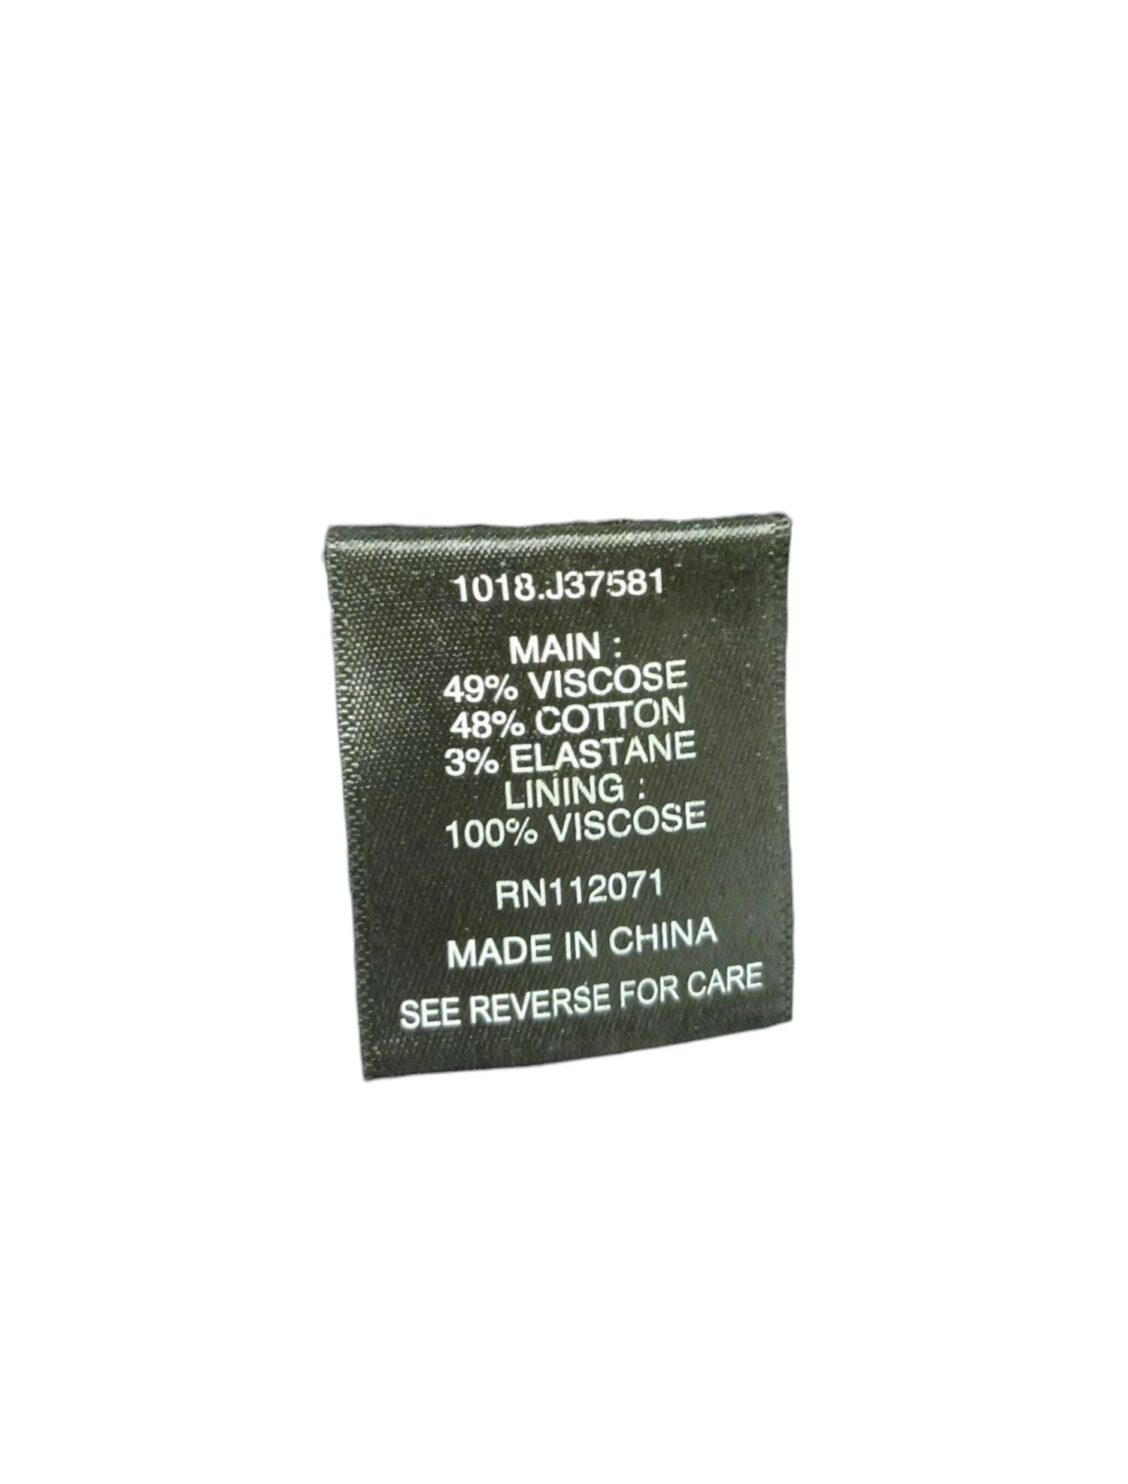 1018.J37581
MAIN :
49% VISCOSE
48% COTTON
3% ELASTANE
LINING :
100% VISCOSE
RN112071
MADE IN CHINA
SEE REVERSE FOR CARE